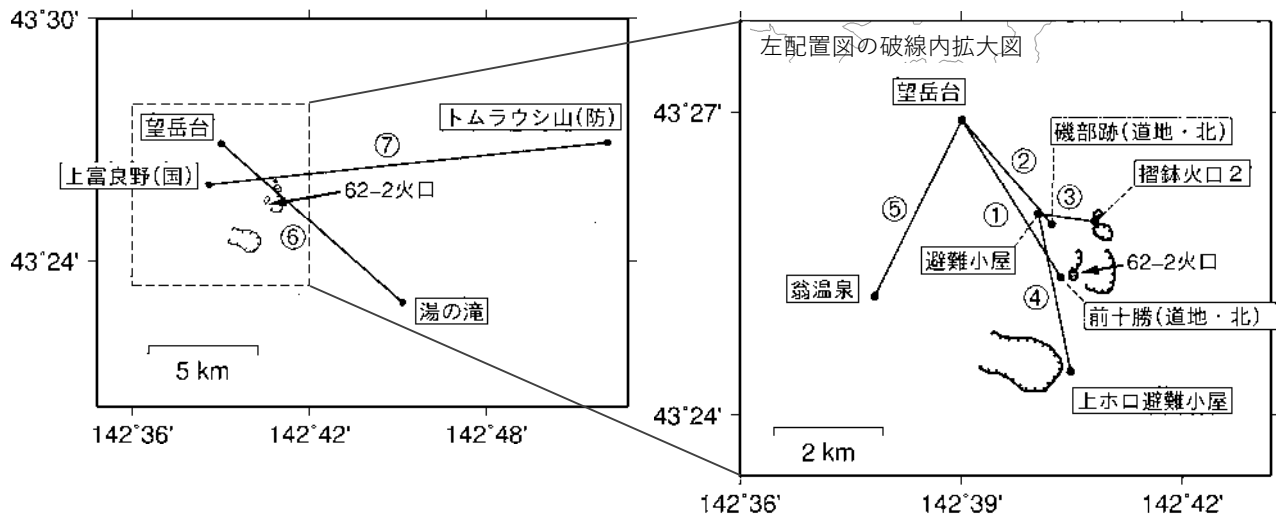 43°30'
43°24'
142°36'
142°42'
142°48'
望岳台
トムラウシ山(防)
上富良野(国)
⑦
62-2火口
⑥
湯の滝
5 km
左配置図の破線内拡大図
43°27'
43°24'
望岳台
磯部跡(道地・北)
②
摺鉢火口2
③
⑤
①
避難小屋
62-2火口
翁温泉
④
前十勝(道地・北)
上ホロ避難小屋
2 km
142°36'
142°39'
142°42'